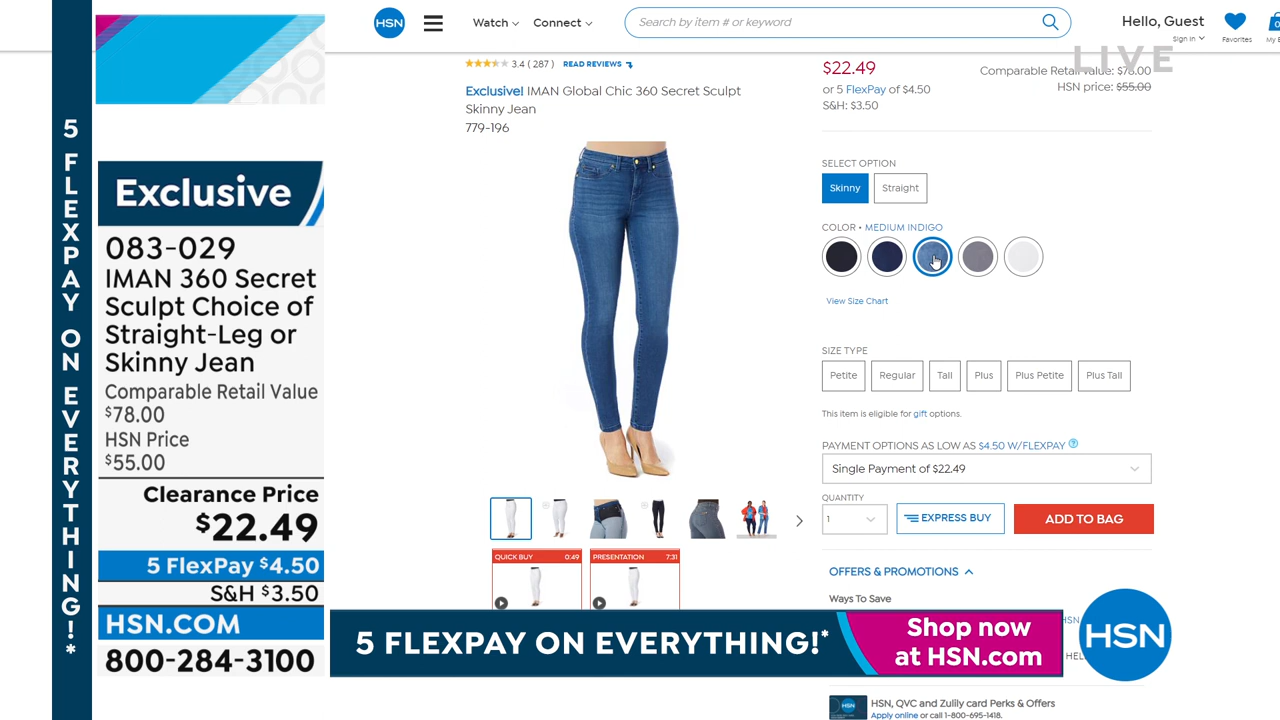 5 FLEXPAY ON EVERYTHING!*
Exclusive
083-029
IMAN 360 Secret
Sculpt Choice of
Straight-Leg or
Skinny Jean
Comparable Retail Value
$78.00
HSN Price
$55.00
Clearance Price
$22.49
5 FlexPay $4.50
S&H $3.50
HSN.COM
800-284-3100
HSN
Watch
Connect
Search by item # or keyword
Hello, Guest
Sign In
Favorites
My
LIVE
3.4 ( 287 )
READ REVIEWS
Exclusive! IMAN Global Chic 360 Secret Sculpt
Skinny Jean
779-196
$22.49
or 5 FlexPay of $4.50
S&H: $3.50
Comparable Retail Value: $78.00
HSN price: $55.00
SELECT OPTION
Skinny
Straight
COLOR • MEDIUM INDIGO
View Size Chart
SIZE TYPE
Petite
Regular
Tall
Plus
Plus Petite
Plus Tall
This item is eligible for gift options.
PAYMENT OPTIONS AS LOW AS $4.50 W/FLEXPAY ?
Single Payment of $22.49
QUANTITY
1
EXPRESS BUY
ADD TO BAG
QUICK BUY 0:49
PRESENTATION 7:31
OFFERS & PROMOTIONS
Ways To Save
5 FLEXPAY ON EVERYTHING!*
Shop now
at HSN.com
HSN
HSN, QVC and Zulily card Perks & Offers
Apply online or call 1-800-695-1418.
HSN